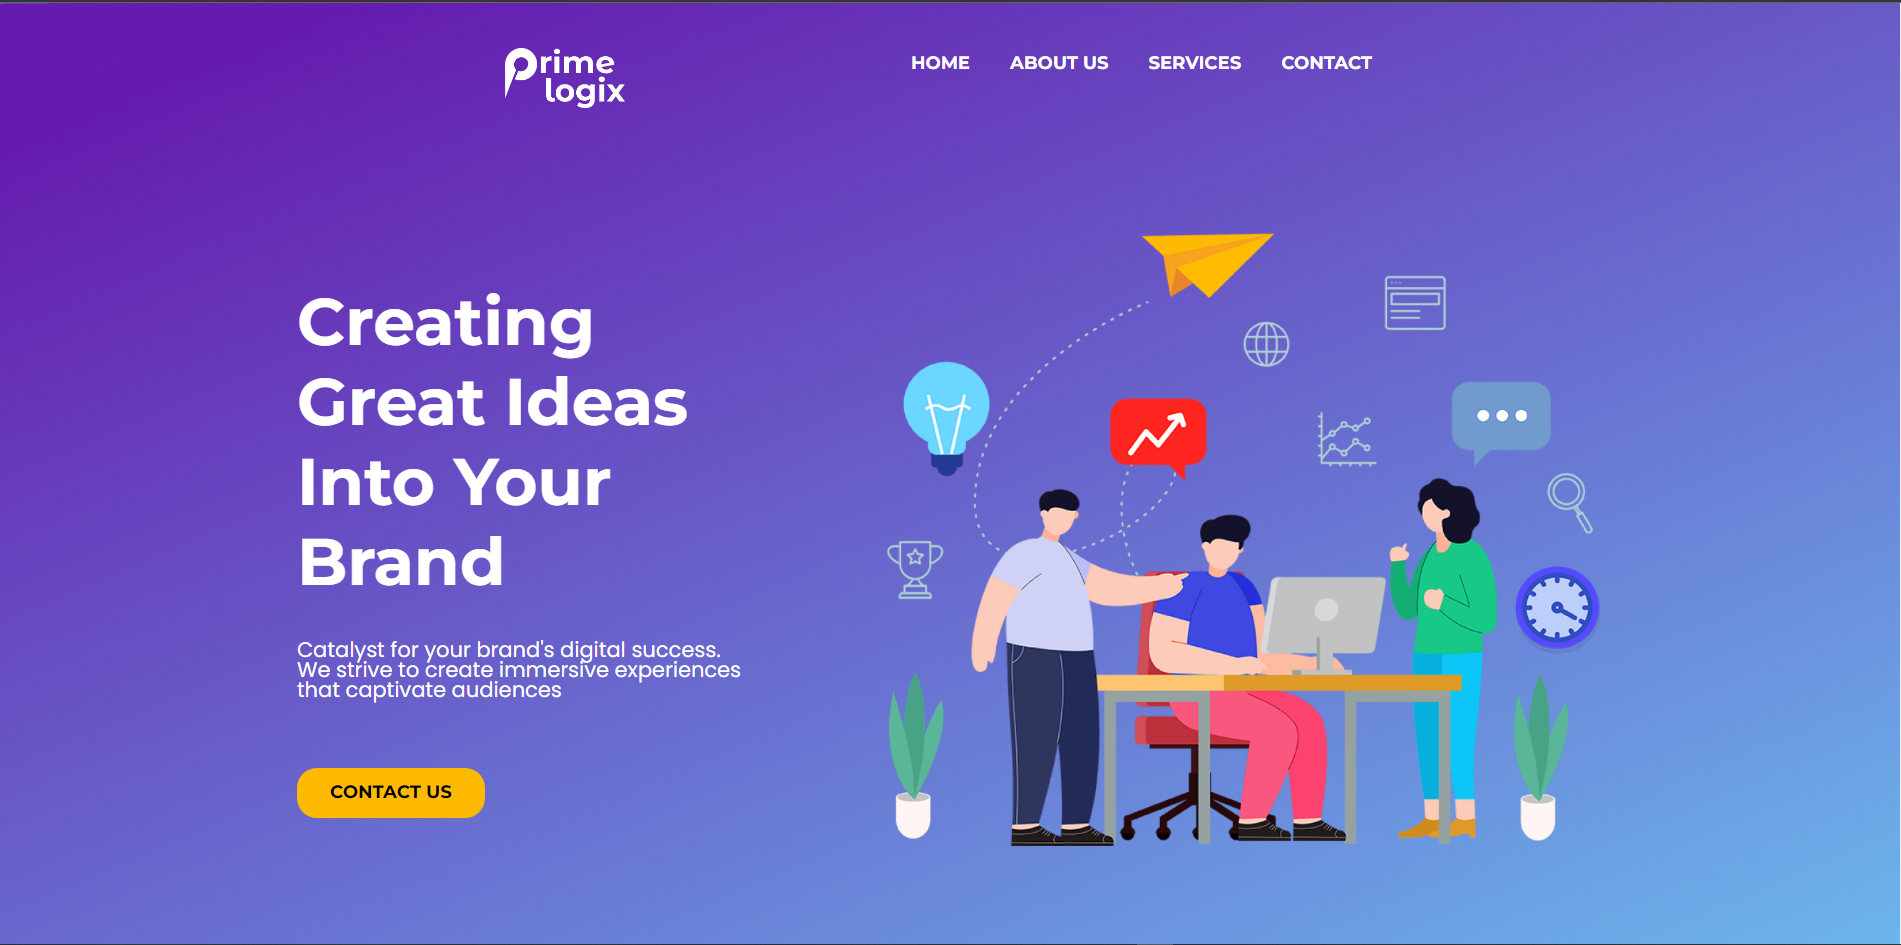 Prime
logix
HOME ABOUT US SERVICES CONTACT
Creating
Great Ideas
Into Your
Brand
Catalyst for your brand's digital success.
We strive to create immersive experiences
that captivate audiences
CONTACT US